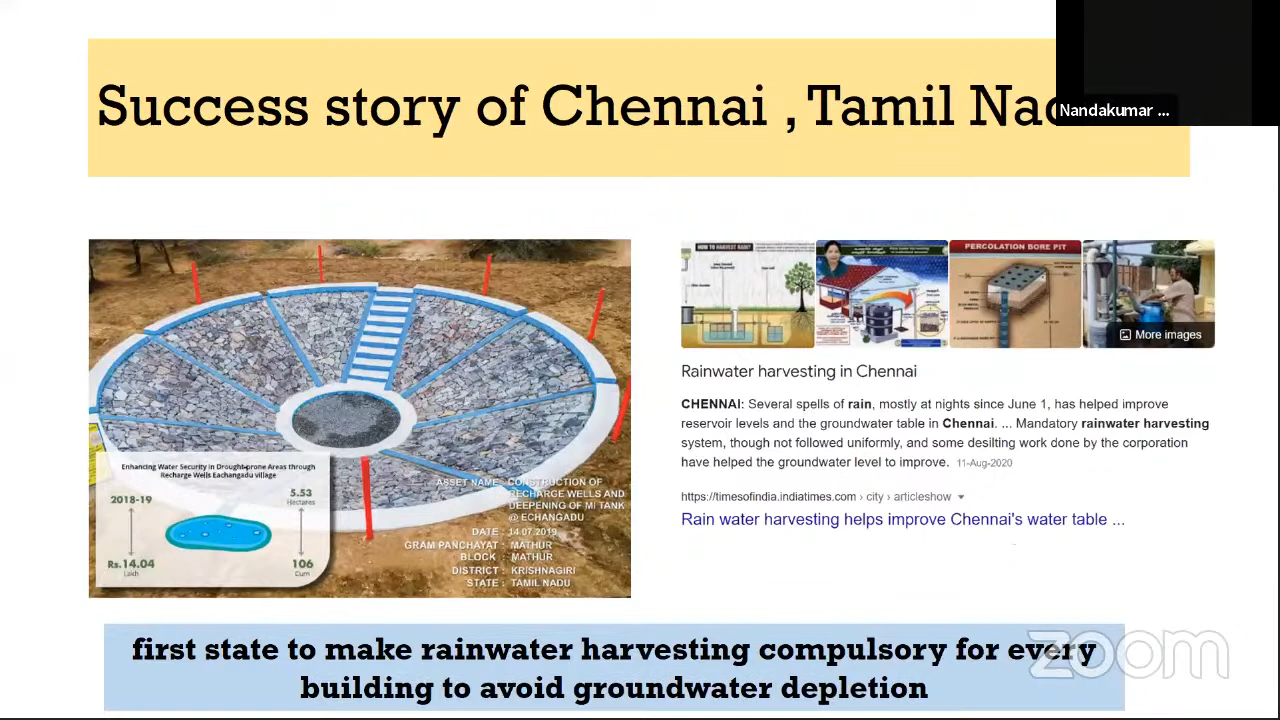 Success story of Chennai , Tamil Na
Nandakumar ...
HOW TO HARVEST RAIN?
PERCOLATION BORE PIT
More images
Rainwater harvesting in Chennai
CHENNAI: Several spells of rain, mostly at nights since June 1, has helped improve
reservoir levels and the groundwater table in Chennai. ... Mandatory rainwater harvesting
system, though not followed uniformly, and some desilting work done by the corporation
have helped the groundwater level to improve. 11-Aug-2020
https://timesofindia.indiatimes.com › city › articleshow
Rain water harvesting helps improve Chennai's water table ...
Enhancing Water Security in Drought-prone Areas through
Recharge Wells Eachangadu village
2018-19
5.53
Hectares
Rs.14.04
Lakh
106
Cum
ASSET NAME : CONSTRUCTION OF
RECHARGE WELLS AND
DEEPENING OF MI TANK
@ ECHANGADU
DATE : 14.07.2019
GRAM PANCHAYAT : MATHUR
BLOCK : MATHUR
DISTRICT : KRISHNAGIRI
STATE : TAMIL NADU
first state to make rainwater harvesting compulsory for every
building to avoid groundwater depletion
zoom